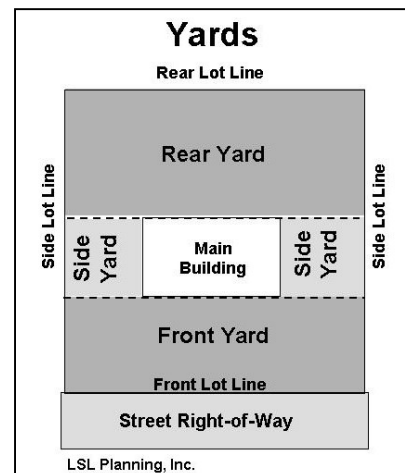 Yards
Rear Lot Line
Rear Yard
Side Lot Line
Side
Yard
Main
Building
Side
Yard
Side Lot Line
Front Yard
Front Lot Line
Street Right-of-Way
LSL Planning, Inc.